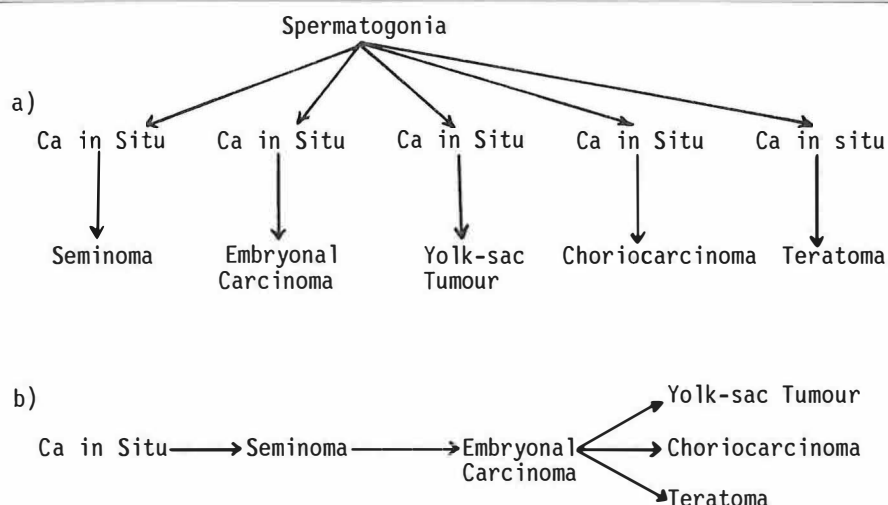 Spermatogonia
a)
Ca in Situ Ca in Situ Ca in Situ Ca in Situ Ca in situ
Seminoma Embryonal Yolk-sac Choriocarcinoma Teratoma
Carcinoma Tumour
b)
Yolk-sac Tumour
Ca in Situ Seminoma Embryonal Choriocarcinoma
Carcinoma
Teratoma